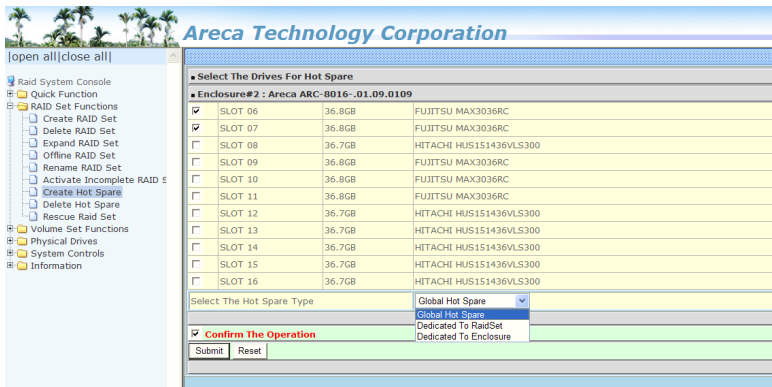 Areca Technology Corporation
|open all|close all|
Raid System Console
Quick Function
RAID Set Functions
Create RAID Set
Delete RAID Set
Expand RAID Set
Offline RAID Set
Rename RAID Set
Activate Incomplete RAID S
Create Hot Spare
Delete Hot Spare
Rescue Raid Set
Volume Set Functions
Physical Drives
System Controls
Information
Select The Drives For Hot Spare
Enclosure#2 : Areca ARC-8016-.01.09.0109
SLOT 06 36.8GB FUJITSU MAX3036RC
SLOT 07 36.8GB FUJITSU MAX3036RC
SLOT 08 36.7GB HITACHI HUS151436VLS300
SLOT 09 36.8GB FUJITSU MAX3036RC
SLOT 10 36.8GB FUJITSU MAX3036RC
SLOT 11 36.8GB FUJITSU MAX3036RC
SLOT 12 36.7GB HITACHI HUS151436VLS300
SLOT 13 36.7GB HITACHI HUS151436VLS300
SLOT 14 36.7GB HITACHI HUS151436VLS300
SLOT 15 36.7GB HITACHI HUS151436VLS300
SLOT 16 36.7GB HITACHI HUS151436VLS300
Select The Hot Spare Type Global Hot Spare
Global Hot Spare
Dedicated To RaidSet
Dedicated To Enclosure
Confirm The Operation
Submit Reset